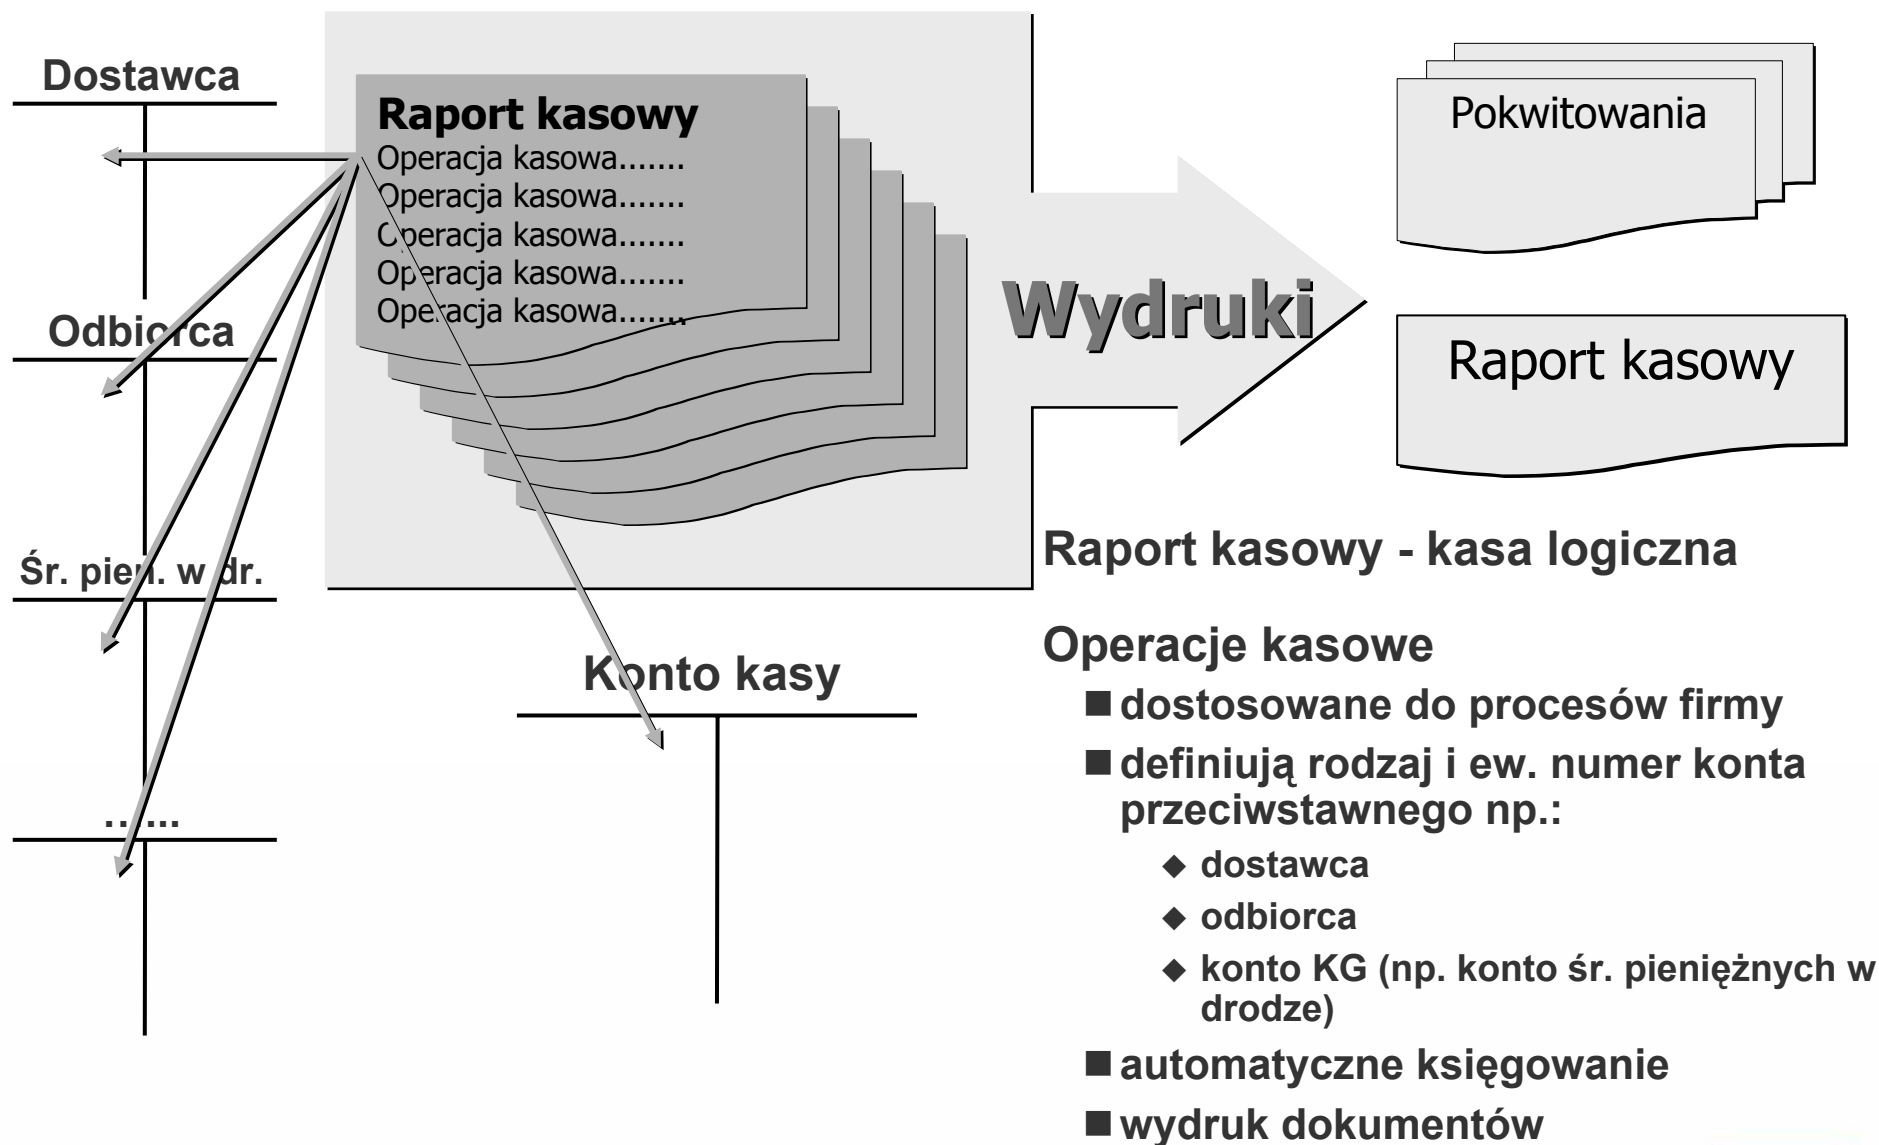 Dostawca
Odbiorca
Śr. pien. w dr.
…...
Raport kasowy
Operacja kasowa.......
Operacja kasowa.......
Operacja kasowa.......
Operacja kasowa.......
Operacja kasowa.......
Konto kasy
Wydruki
Pokwitowania
Raport kasowy
Raport kasowy - kasa logiczna
Operacje kasowe
■ dostosowane do procesów firmy
■ definiują rodzaj i ew. numer konta
przeciwstawnego np.:
◆ dostawca
◆ odbiorca
◆ konto KG (np. konto śr. pieniężnych w
drodze)
■ automatyczne księgowanie
■ wydruk dokumentów